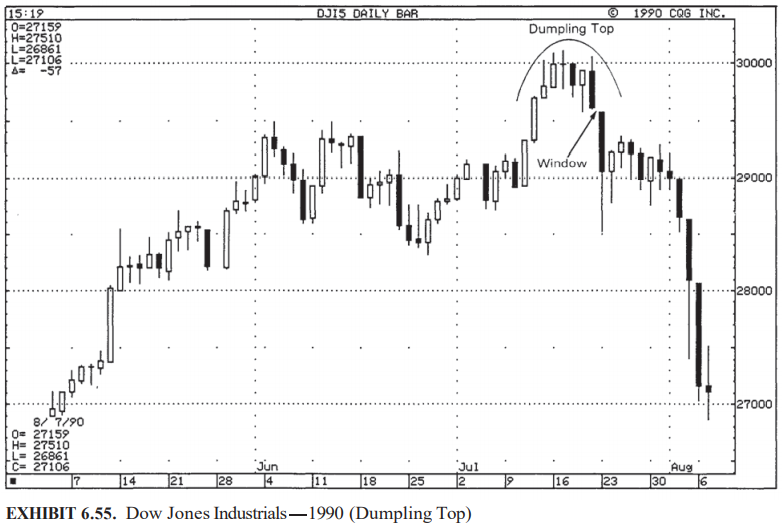 15:19 DJI5 DAILY BAR © 1990 CQG INC.
O=27159
H=27510
L=26861
L=27106
Δ= -57
Dumpling Top
30000
Window
29000
28000
27000
8/ 7/90
O= 27159
H= 27510
L= 26861
C= 27106
Jun Jul Aug
7 14 21 28 4 11 18 25 2 9 16 23 30 6
EXHIBIT 6.55. Dow Jones Industrials—1990 (Dumpling Top)